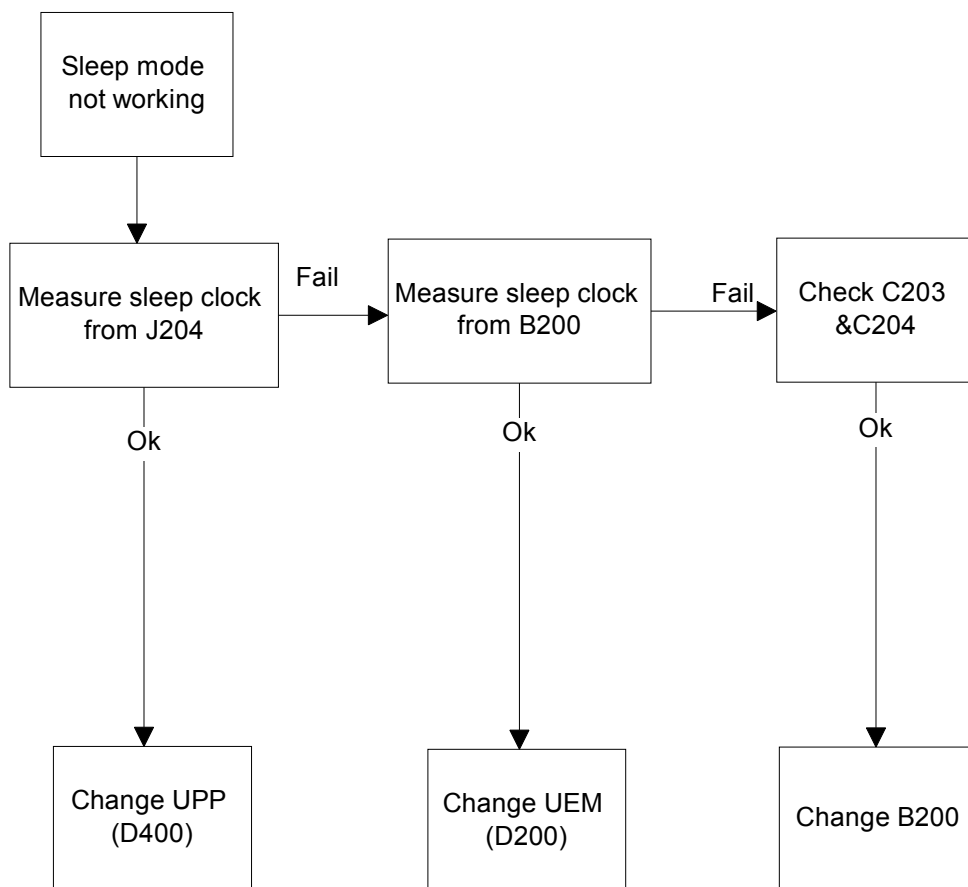 Sleep mode
not working
Measure sleep clock
from J204
Fail
Measure sleep clock
from B200
Fail
Check C203
&C204
Ok
Ok
Ok
Change UPP
(D400)
Change UEM
(D200)
Change B200